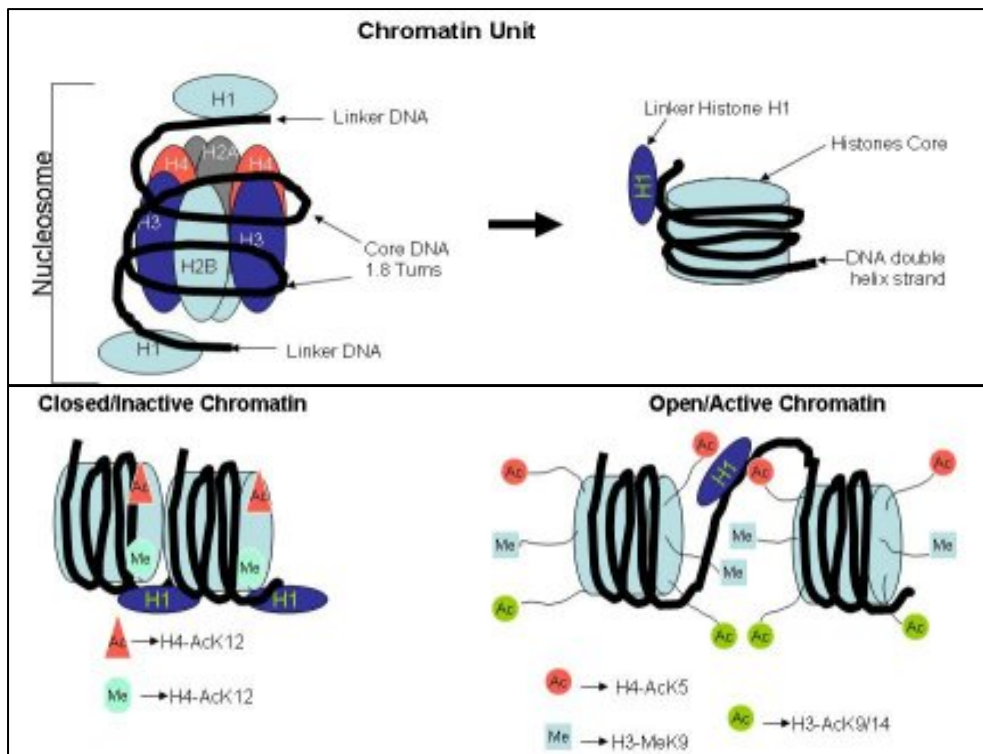 Chromatin Unit
Nucleosome
H1
Linker DNA
H4
H2A
H4
H3
H3
H2B
Core DNA
1.8 Turns
H1
Linker DNA
Linker Histone H1
H1
Histones Core
DNA double
helix strand
Closed/Inactive Chromatin
Ac
Ac
Me
Me
H1
H1
Ac H4-AcK12
Me H4-AcK12
Open/Active Chromatin
Ac
Ac
H1
Ac
Ac
Me
Me
Me
Me
Ac
Ac
Ac
Ac
Ac H4-AcK5
Me H3-MeK9
Ac H3-AcK9/14